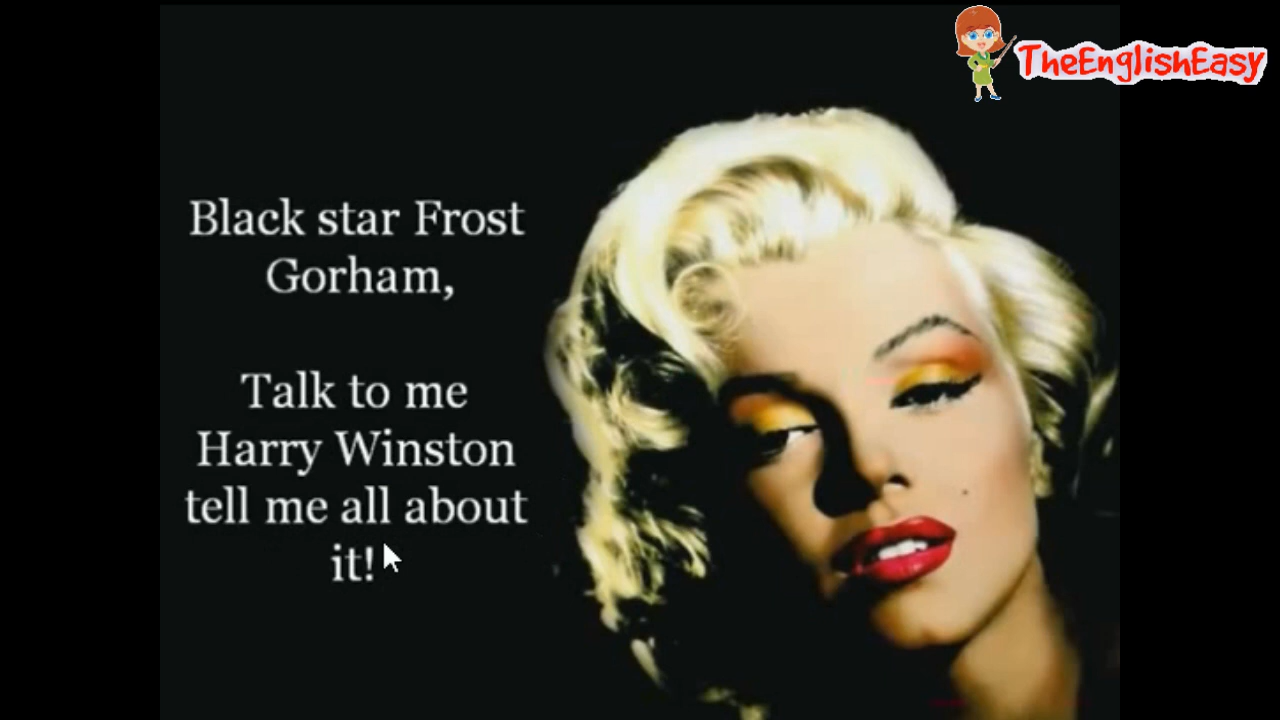 TheEnglishEasy
Black star Frost
Gorham,
Talk to me
Harry Winston
tell me all about
it!